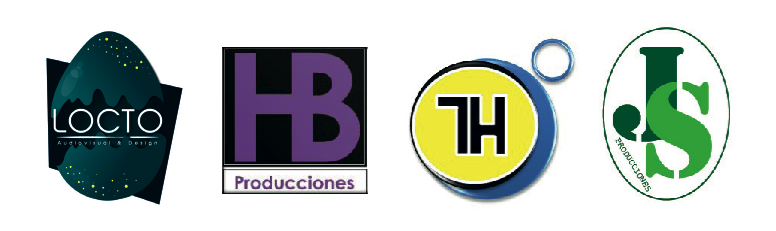 LOCTO
Audiovisual & Design
HB
Producciones
TH
JS
PRODUCCIONES